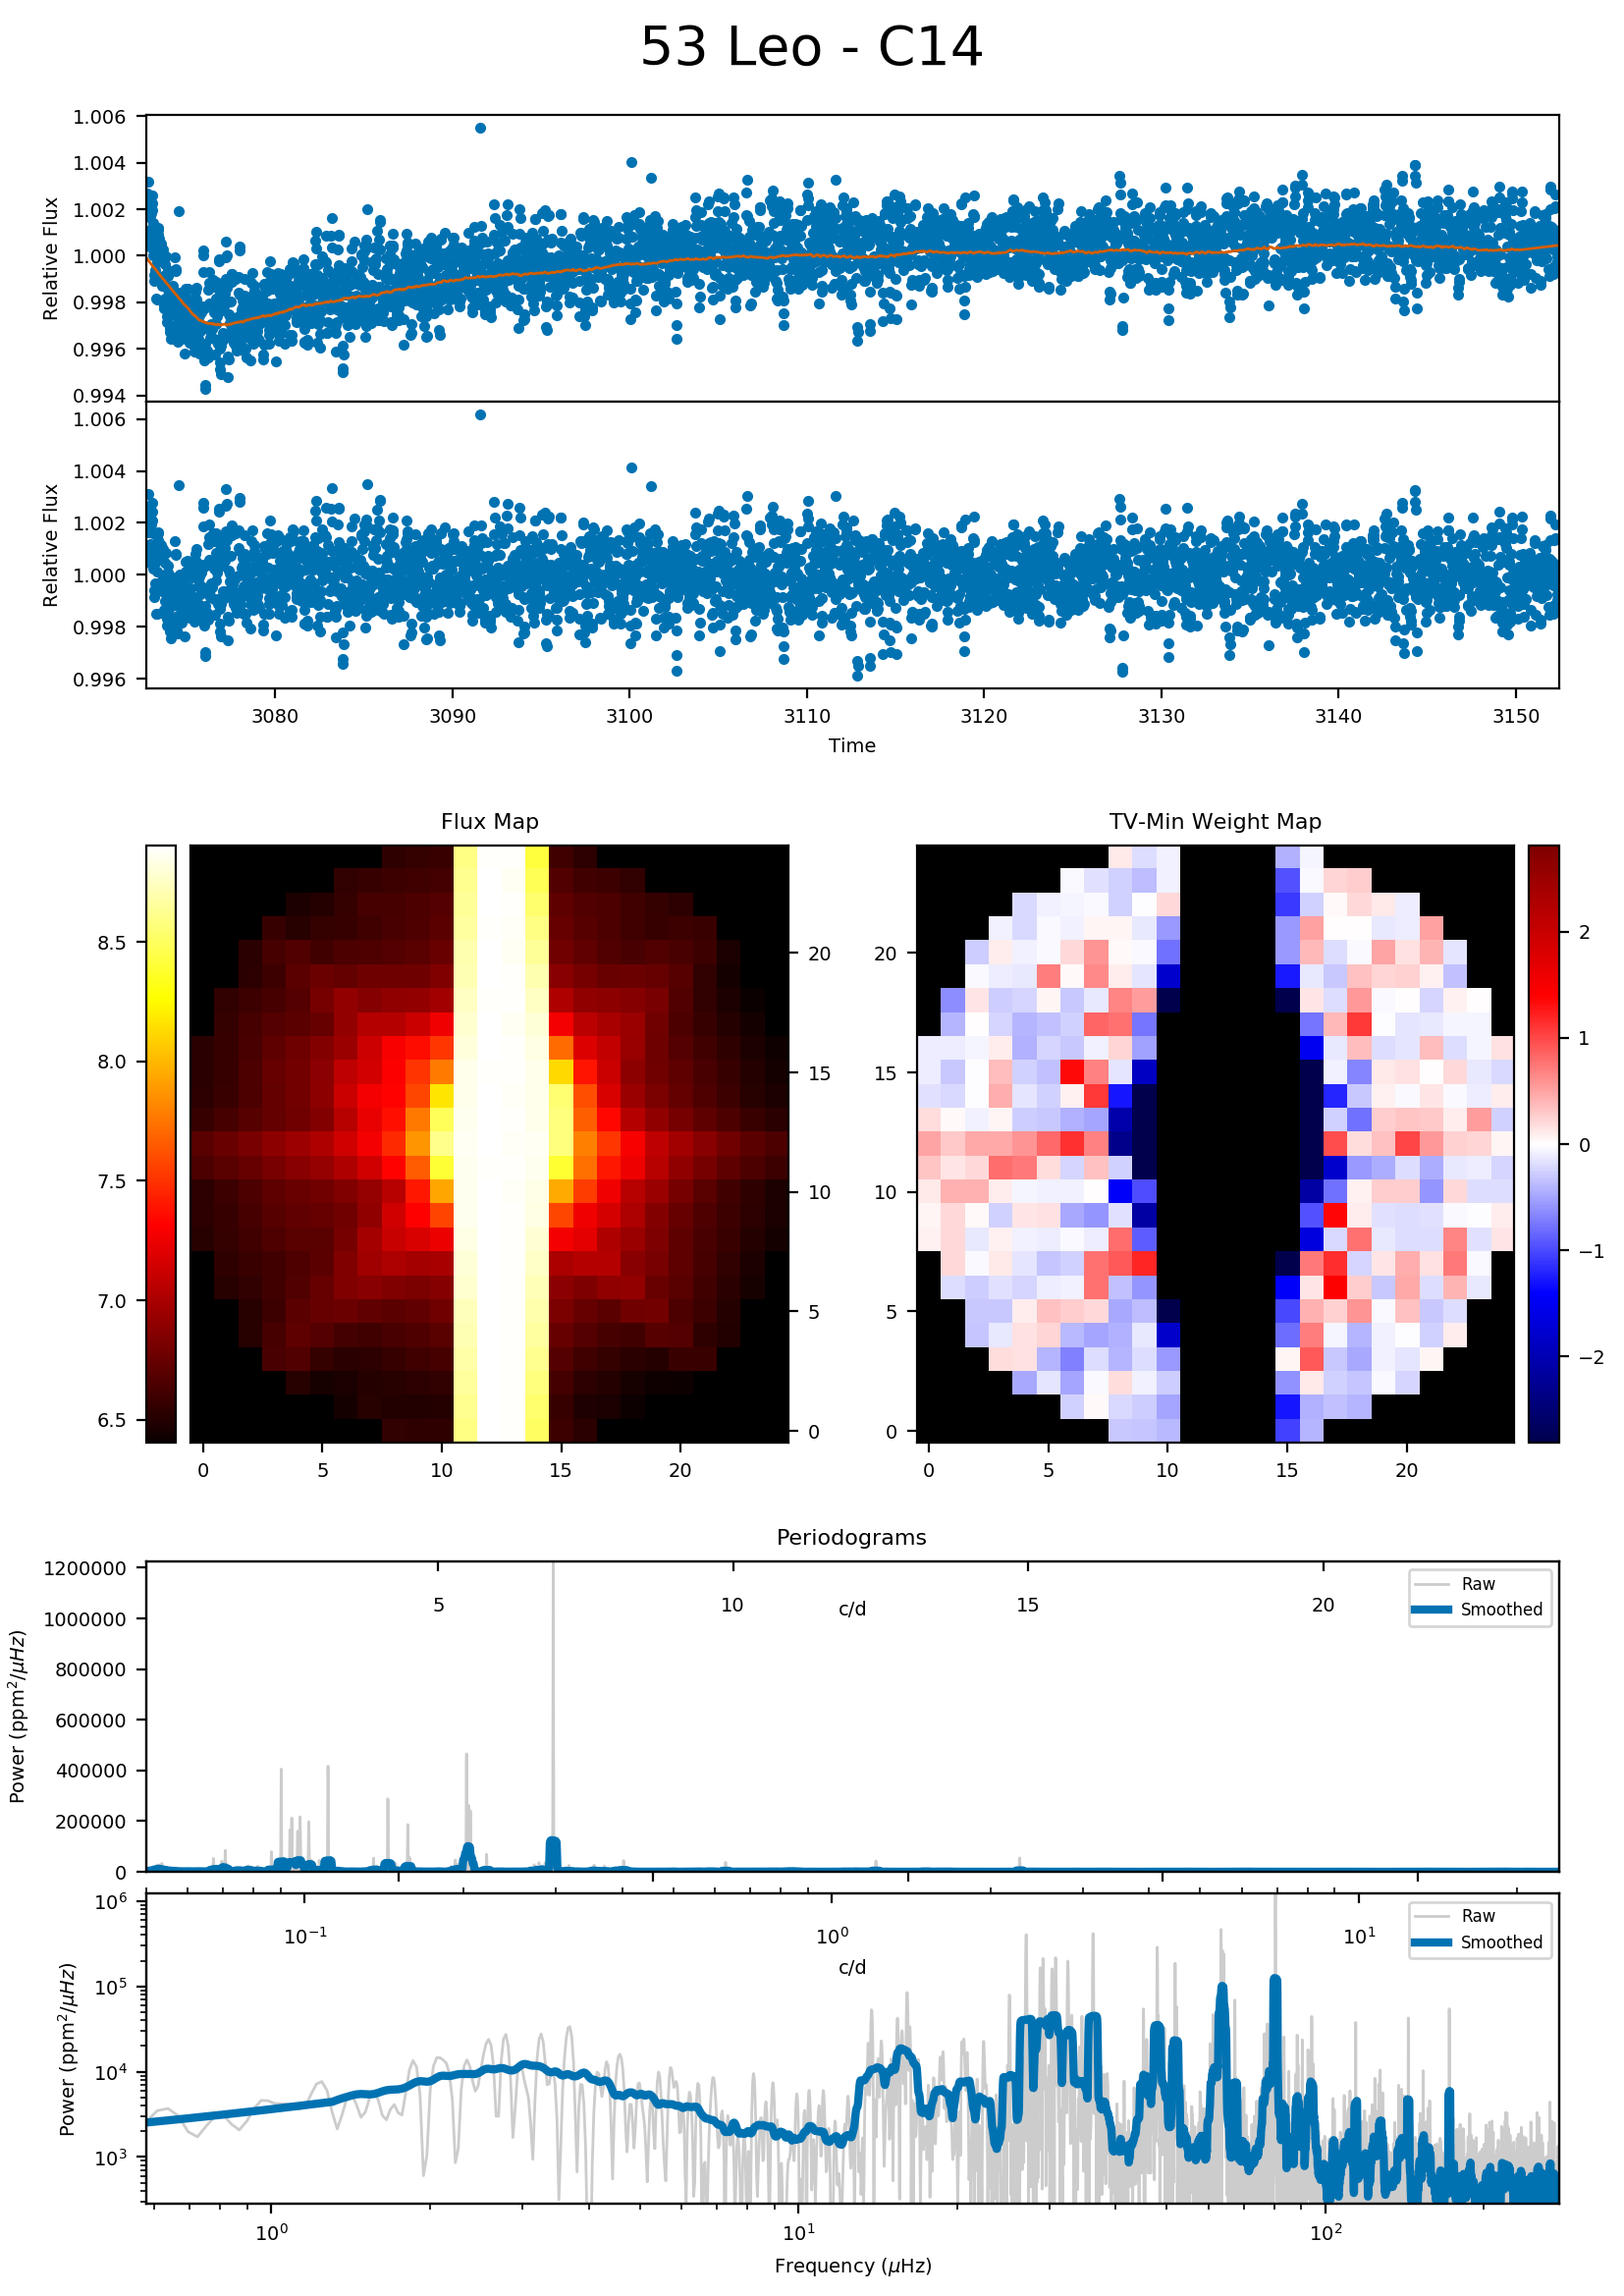 53 Leo - C14
1.006
1.004
1.002
1.000
0.998
0.996
0.994
Relative Flux
1.006
1.004
1.002
1.000
0.998
0.996
Relative Flux
3080 3090 3100 3110 3120 3130 3140 3150
Time
Flux Map
8.5
8.0
7.5
7.0
6.5
20
15
10
5
0
0 5 10 15 20
TV-Min Weight Map
20
15
10
5
0
0 5 10 15 20
2
1
0
−1
−2
Periodograms
1200000
1000000
800000
600000
400000
200000
0
Power (ppm²/μHz)
5 10 15 20
c/d
Raw
Smoothed
10⁶
10⁵
10⁴
10³
Power (ppm²/μHz)
10⁻¹ 10⁰ 10¹
c/d
Raw
Smoothed
10⁰ 10¹ 10²
Frequency (μHz)